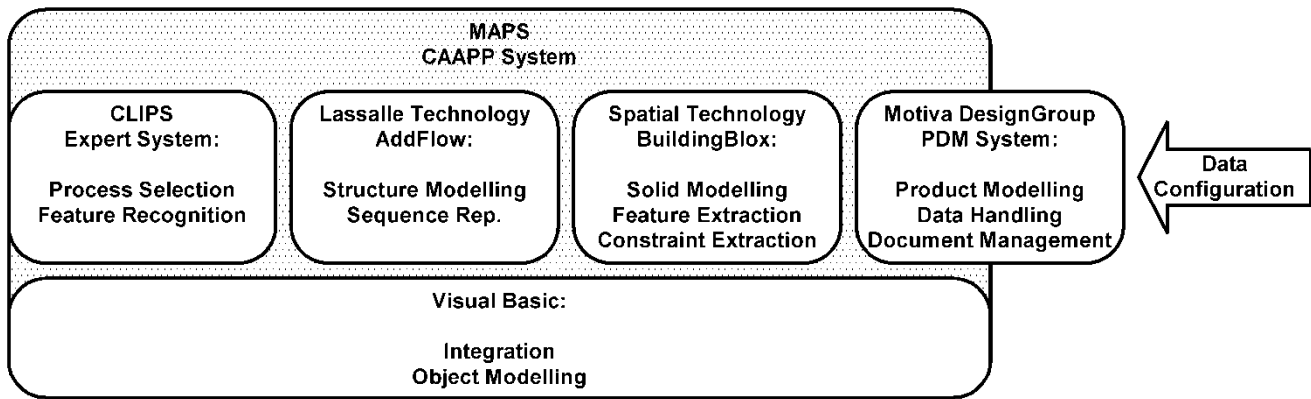 MAPS
CAAPP System
CLIPS
Expert System:
Process Selection
Feature Recognition
Lassalle Technology
AddFlow:
Structure Modelling
Sequence Rep.
Spatial Technology
BuildingBlox:
Solid Modelling
Feature Extraction
Constraint Extraction
Motiva DesignGroup
PDM System:
Product Modelling
Data Handling
Document Management
Data
Configuration
Visual Basic:
Integration
Object Modelling